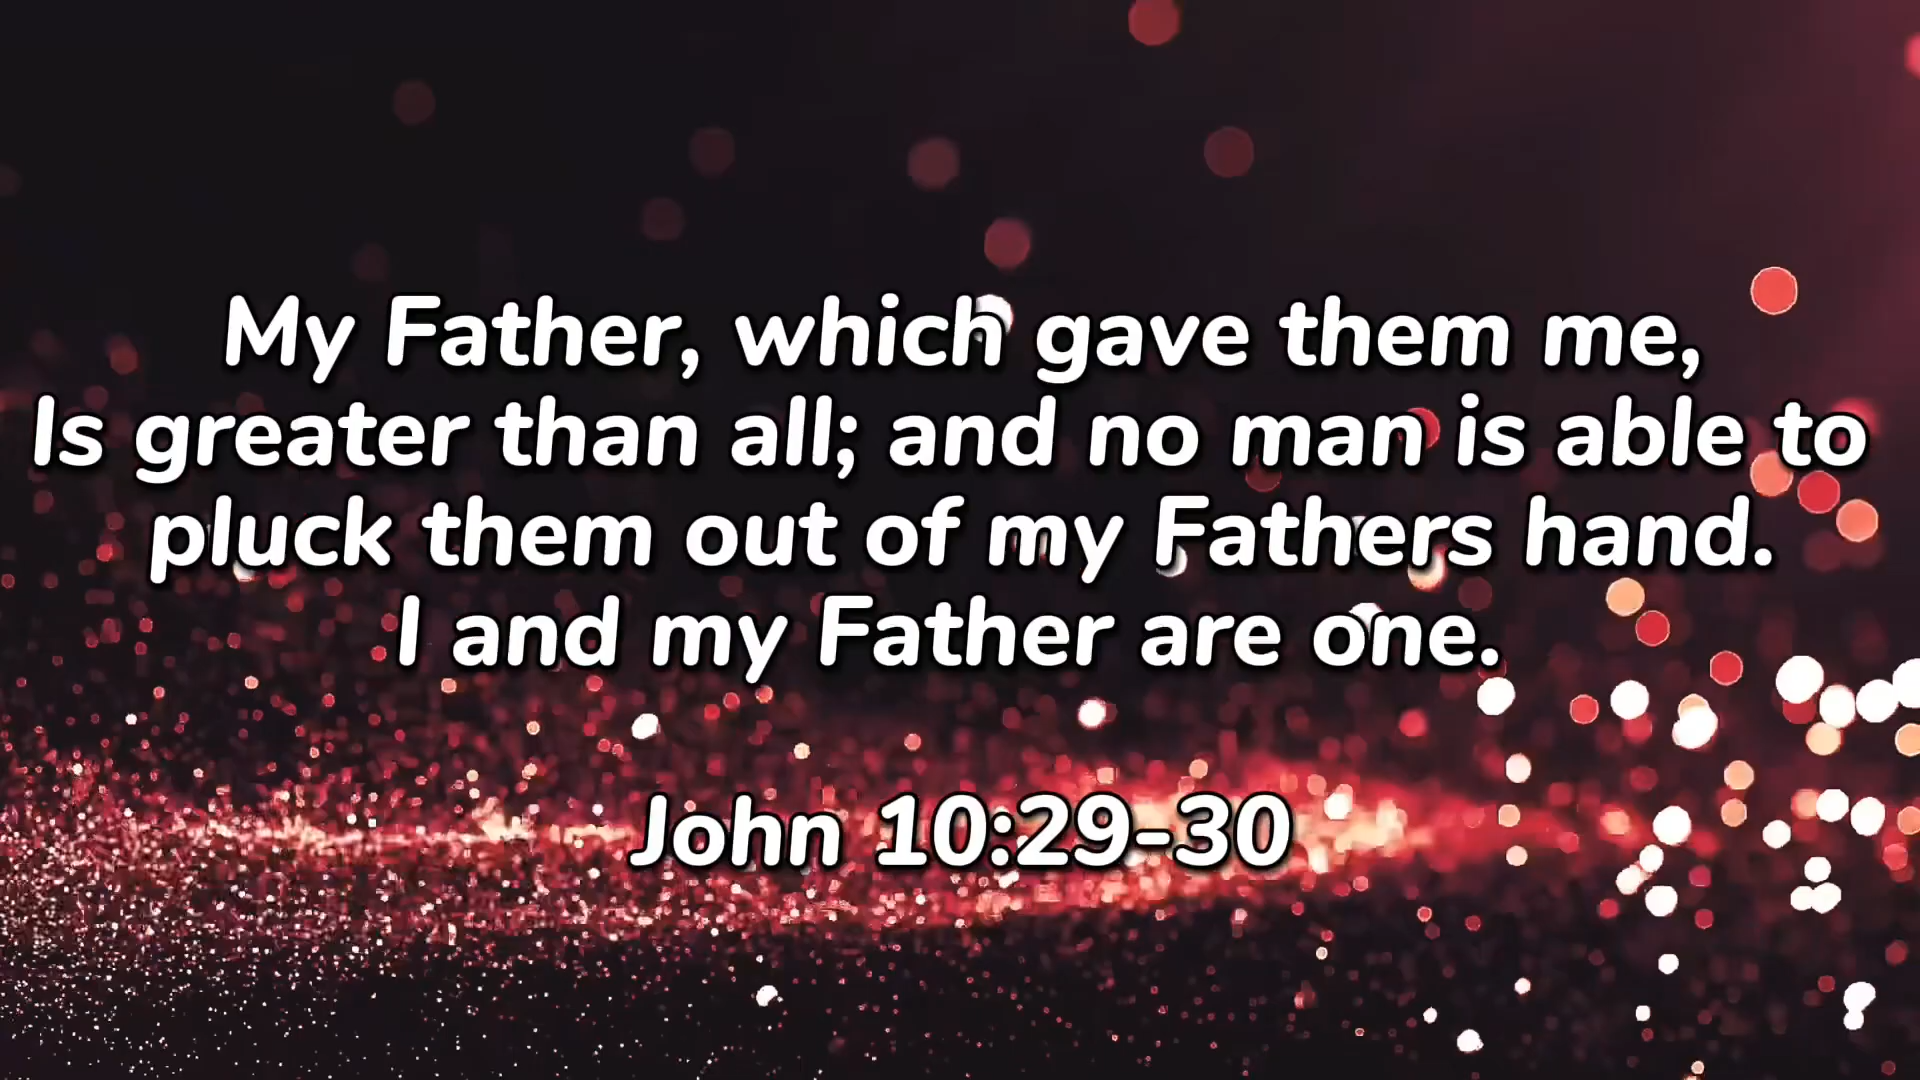 My Father, which gave them me,
Is greater than all; and no man is able to
pluck them out of my Fathers hand.
I and my Father are one.
John 10:29-30